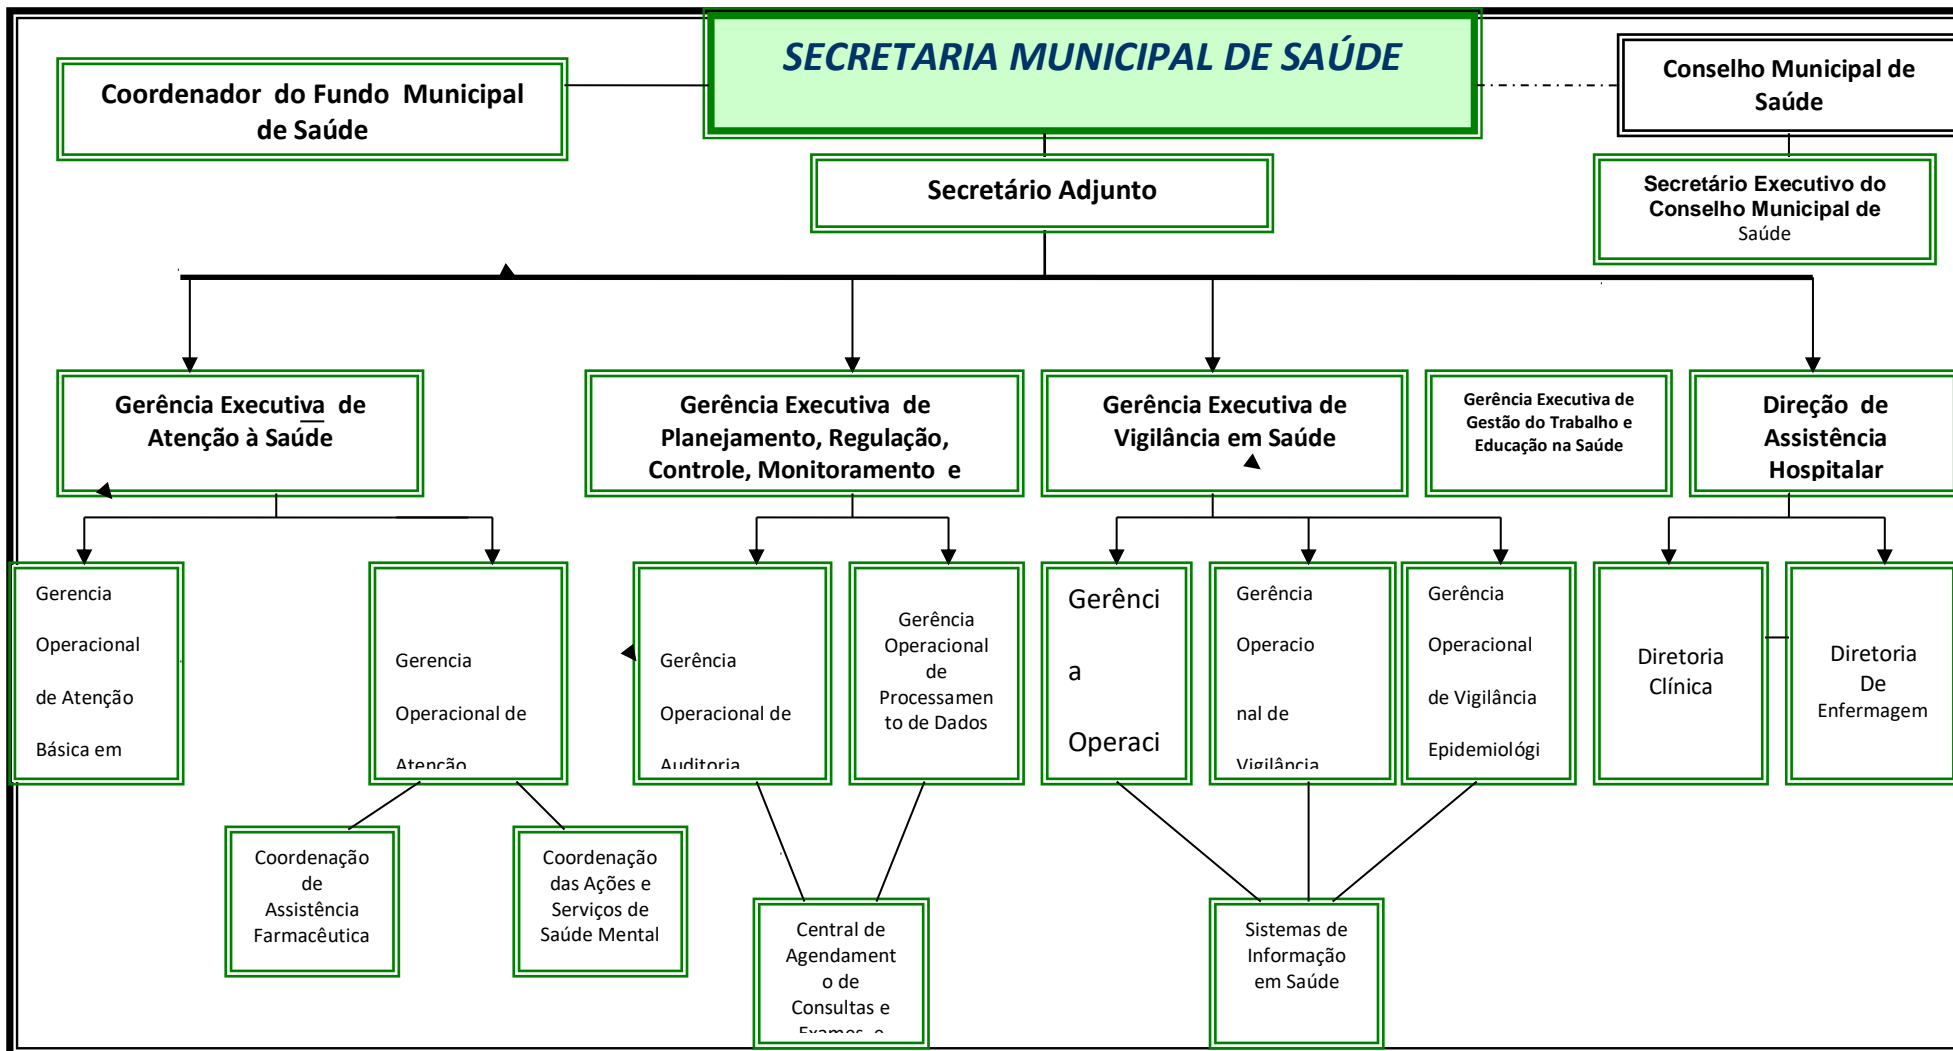 SECRETARIA MUNICIPAL DE SAÚDE
Coordenador do Fundo Municipal
de Saúde
Conselho Municipal de
Saúde
Secretário Adjunto
Secretário Executivo do
Conselho Municipal de
Saúde
Gerência Executiva de
Atenção à Saúde
Gerência Executiva de
Planejamento, Regulação,
Controle, Monitoramento e
Gerência Executiva de
Vigilância em Saúde
Gerência Executiva de
Gestão do Trabalho e
Educação na Saúde
Direção de
Assistência
Hospitalar
Gerencia
Operacional
de Atenção
Básica em
Gerencia
Operacional de
Atenção
Gerência
Operacional de
Auditoria
Gerência
Operacional
de
Processamen
to de Dados
Gerênci
a
Operaci
Gerência
Operacio
nal de
Vigilância
Gerência
Operacional
de Vigilância
Epidemiológi
Diretoria
Clínica
Diretoria
De
Enfermagem
Coordenação
de
Assistência
Farmacêutica
Coordenação
das Ações e
Serviços de
Saúde Mental
Central de
Agendament
o de
Consultas e
Exames e
Sistemas de
Informação
em Saúde